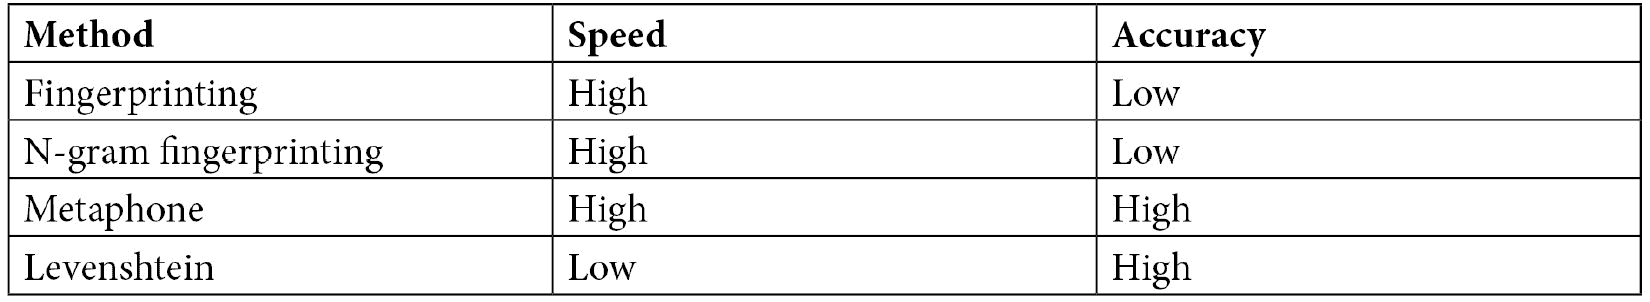 Method Speed Accuracy
Fingerprinting High Low
N-gram fingerprinting High Low
Metaphone High High
Levenshtein Low High